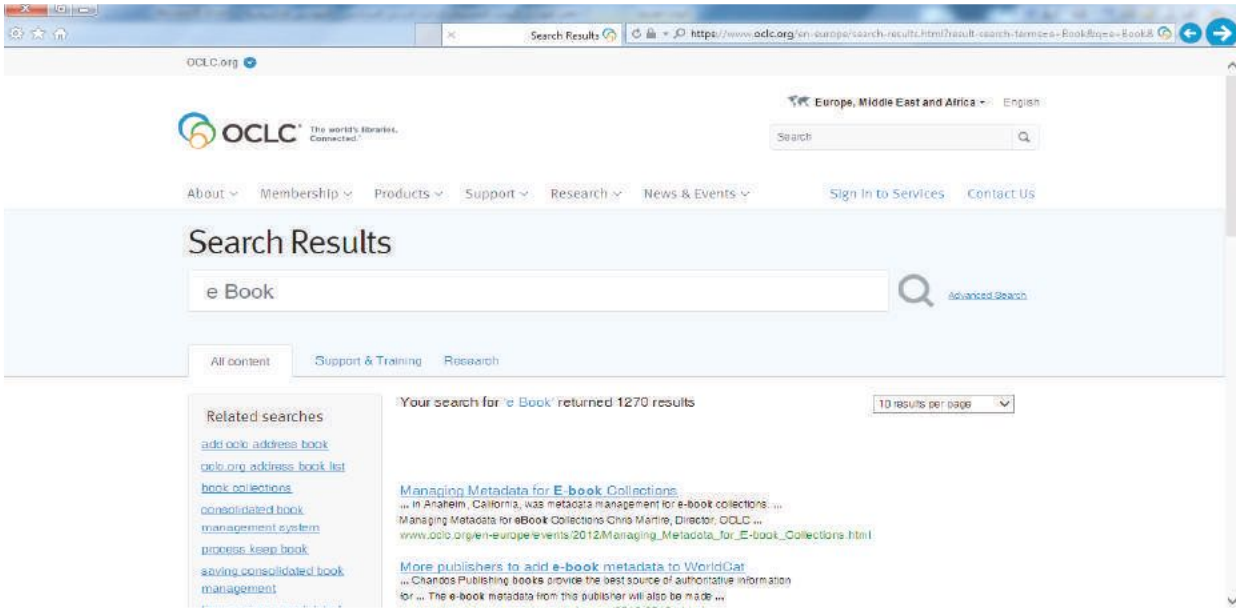 Search Results
https://www.oclc.org/en-europe/search-results.html?result-search-terms=e-Book&q=e-Book&
OCLC.org
Europe, Middle East and Africa
English
OCLC
The world's libraries.
Connected.
Search
About
Membership
Products
Support
Research
News & Events
Sign In to Services
Contact Us
Search Results
e Book
Advanced Search
All content
Support & Training
Research
Related searches
add oclc address book
oclc.org address book list
book collections
consolidated book
management system
process keep book
saving consolidated book
management
Your search for 'e Book' returned 1270 results
10 results per page
Managing Metadata for E-book Collections
... in Anaheim, California, was metadata management for e-book collections. ...
Managing Metadata for eBook Collections Chris Martire, Director, OCLC ...
www.oclc.org/en-europe/events/2012/Managing_Metadata_for_E-book_Collections.html
More publishers to add e-book metadata to WorldCat
... Chandos Publishing books provide the best source of authoritative information
for ... The e-book metadata from this publisher will also be made ...